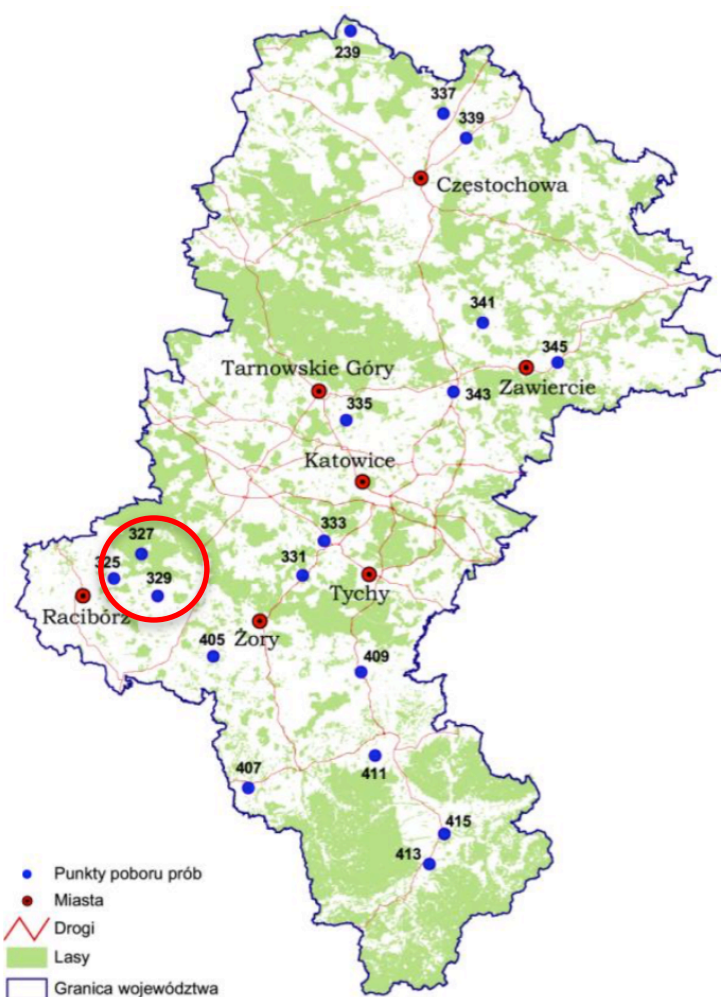 239
337
339
Częstochowa
341
345
Zawiercie
343
Tarnowskie Góry
335
Katowice
333
327
325
331
329
Tychy
Racibórz
Żory
405
409
411
407
415
413
Punkty poboru prób
Miasta
Drogi
Lasy
Granica województwa